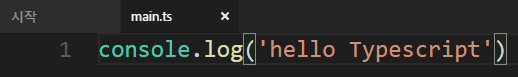 시작 main.ts ×
1 console.log('hello Typescript')